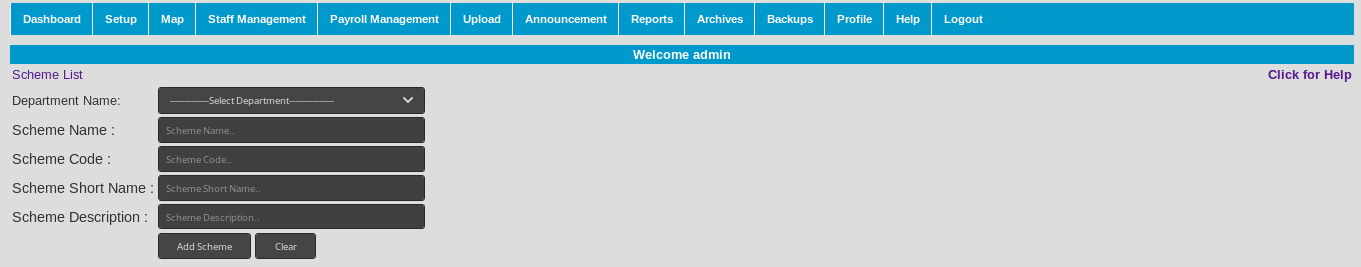 Dashboard Setup Map Staff Management Payroll Management Upload Announcement Reports Archives Backups Profile Help Logout
Welcome admin
Scheme List Click for Help
Department Name: -------------Select Department---------------
Scheme Name : Scheme Name..
Scheme Code : Scheme Code..
Scheme Short Name : Scheme Short Name..
Scheme Description : Scheme Description..
Add Scheme Clear